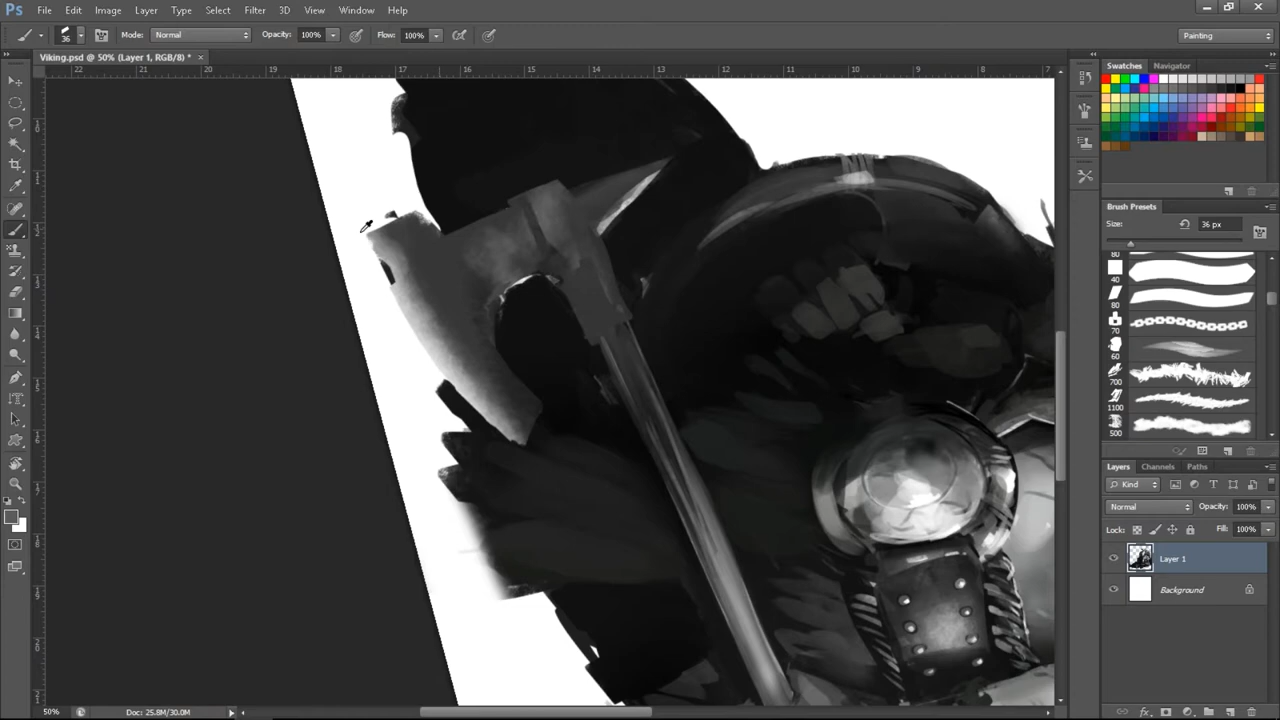 Ps File Edit Image Layer Type Select Filter 3D View Window Help
36 Mode: Normal Opacity: 100% Flow: 100% Painting
Viking.psd @ 50% (Layer 1, RGB/8) * ×
22 21 20 19 18 17 16 15 14 13 12 11 10 9 8 7
Swatches Navigator
Brush Presets
Size: 36 px
80
40
70
60
700
1100
500
Layers Channels Paths
Kind
Normal Opacity: 100%
Lock: Fill: 100%
Layer 1
Background
50% Doc: 25.8M/30.0M